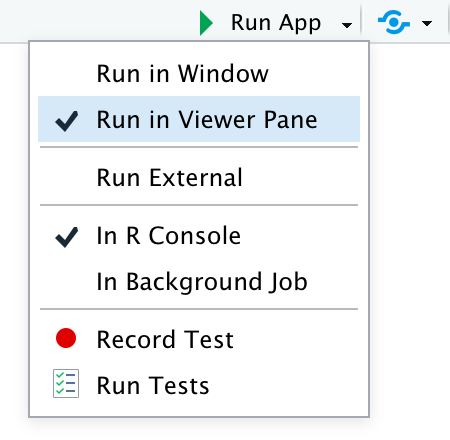 Run App
Run in Window
Run in Viewer Pane
Run External
In R Console
In Background Job
Record Test
Run Tests